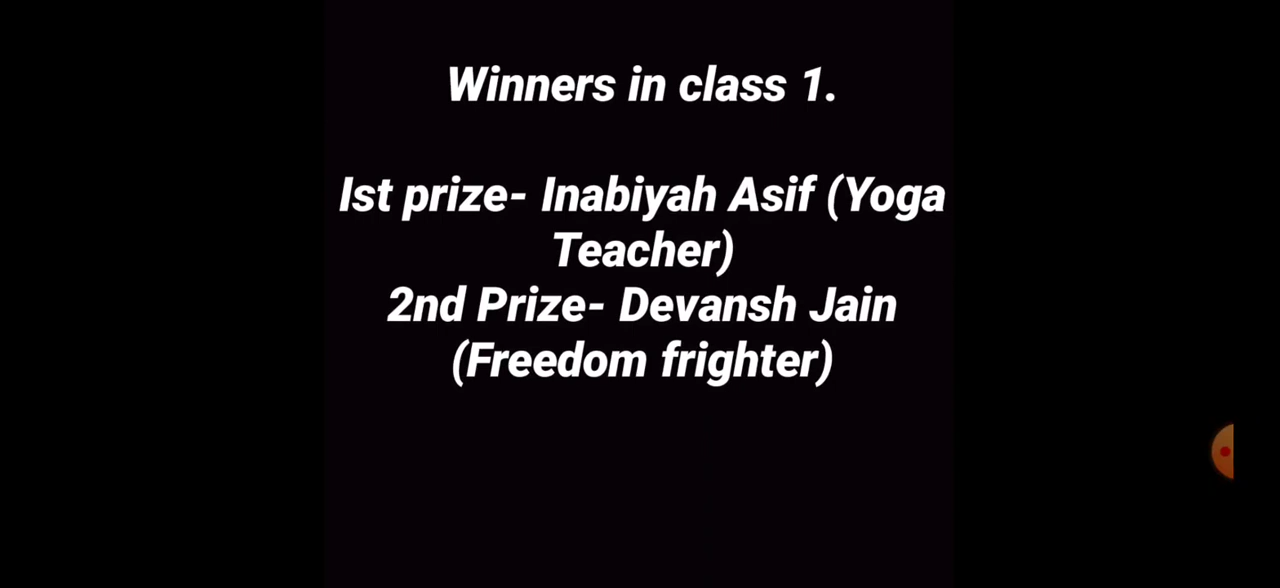 Winners in class 1.
Ist prize- Inabiyah Asif (Yoga
Teacher)
2nd Prize- Devansh Jain
(Freedom frighter)